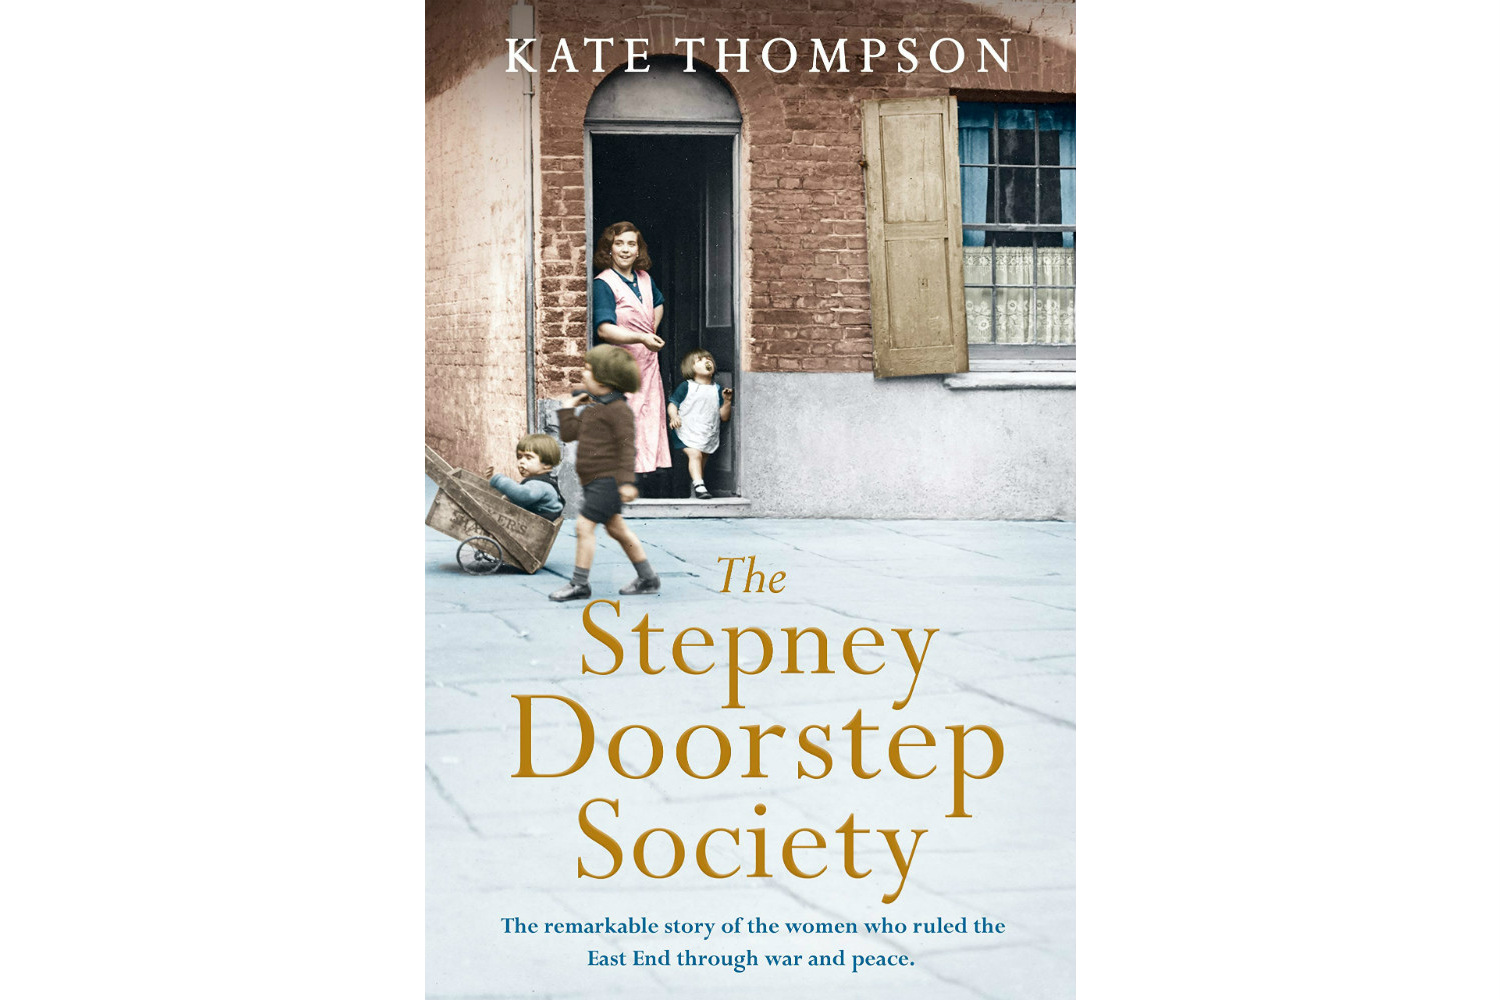 KATE THOMPSON
The
Stepney
Doorstep
Society
The remarkable story of the women who ruled the
East End through war and peace.